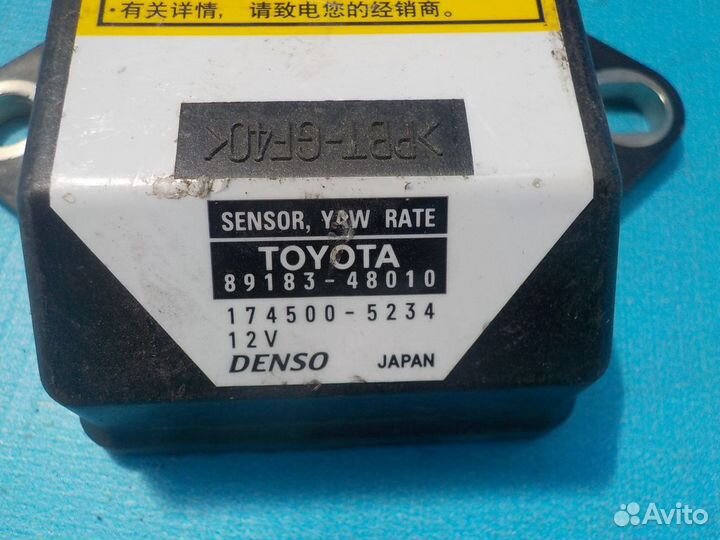 ·有关详情, 请致电您的经销商。
>PBT-GF40<
SENSOR, YAW RATE
TOYOTA
89183-48010
174500-5234
12V
DENSO JAPAN
Avito